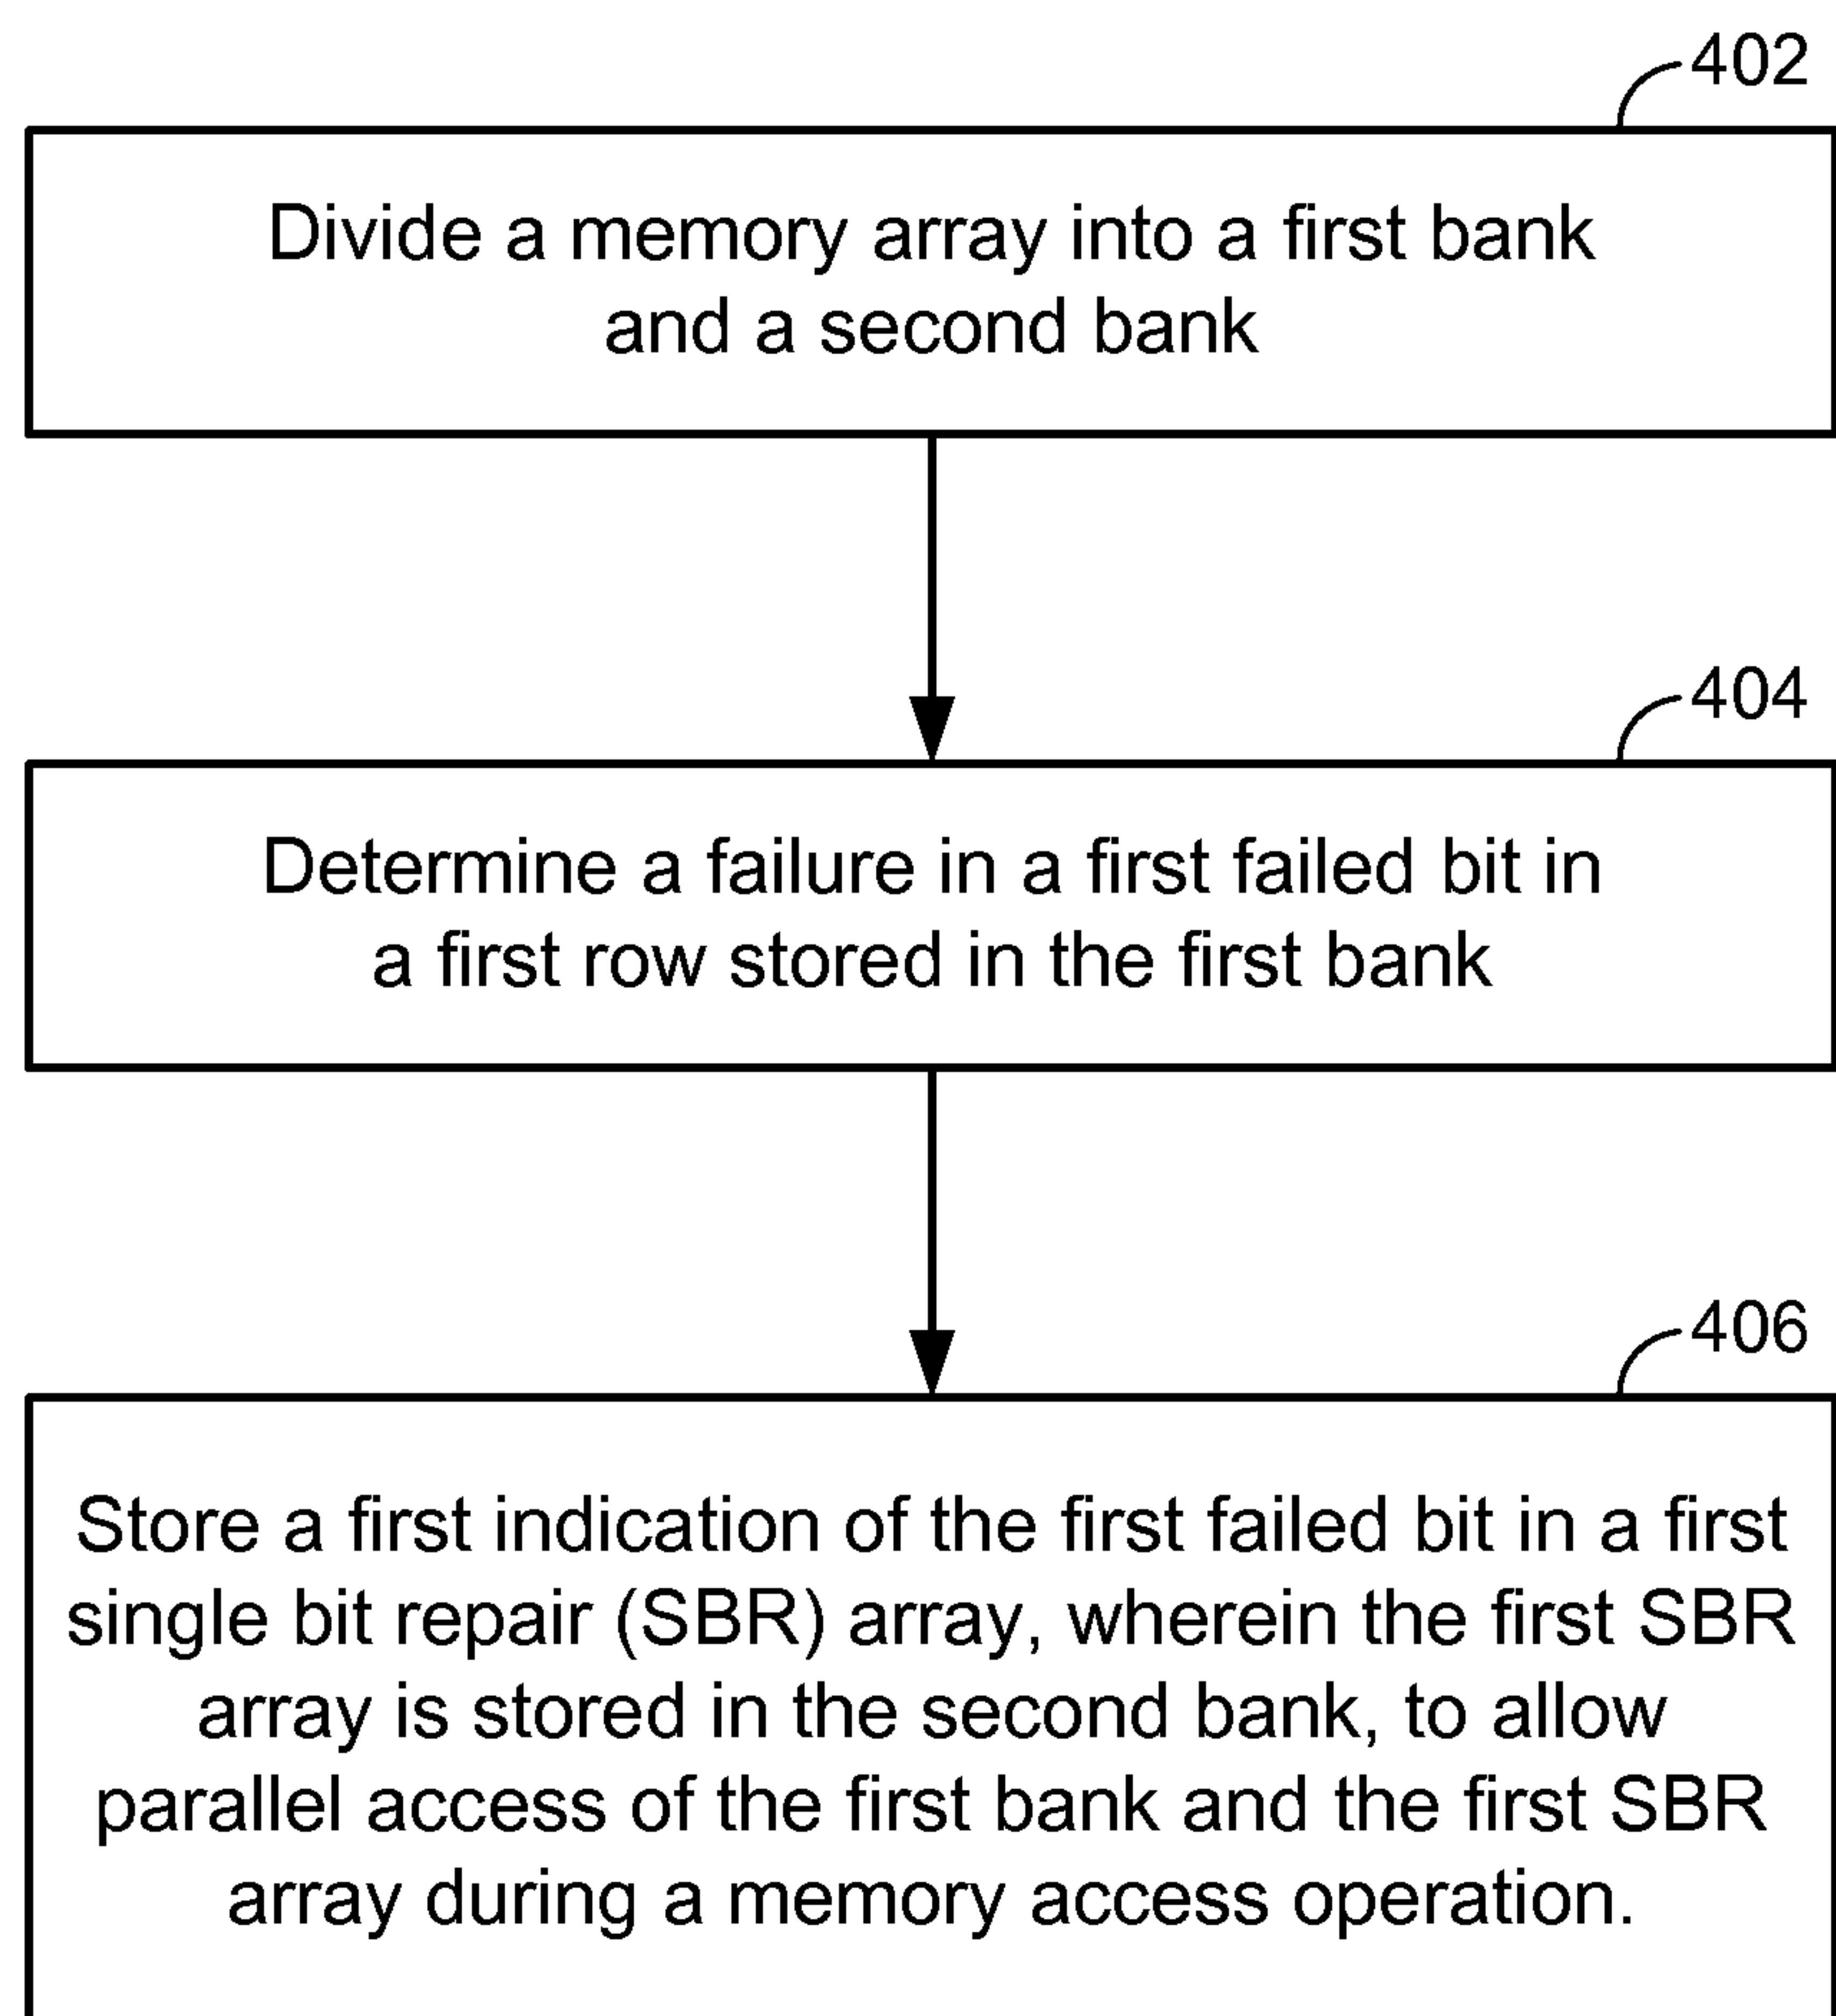 402
Divide a memory array into a first bank
and a second bank
404
Determine a failure in a first failed bit in
a first row stored in the first bank
406
Store a first indication of the first failed bit in a first
single bit repair (SBR) array, wherein the first SBR
array is stored in the second bank, to allow
parallel access of the first bank and the first SBR
array during a memory access operation.